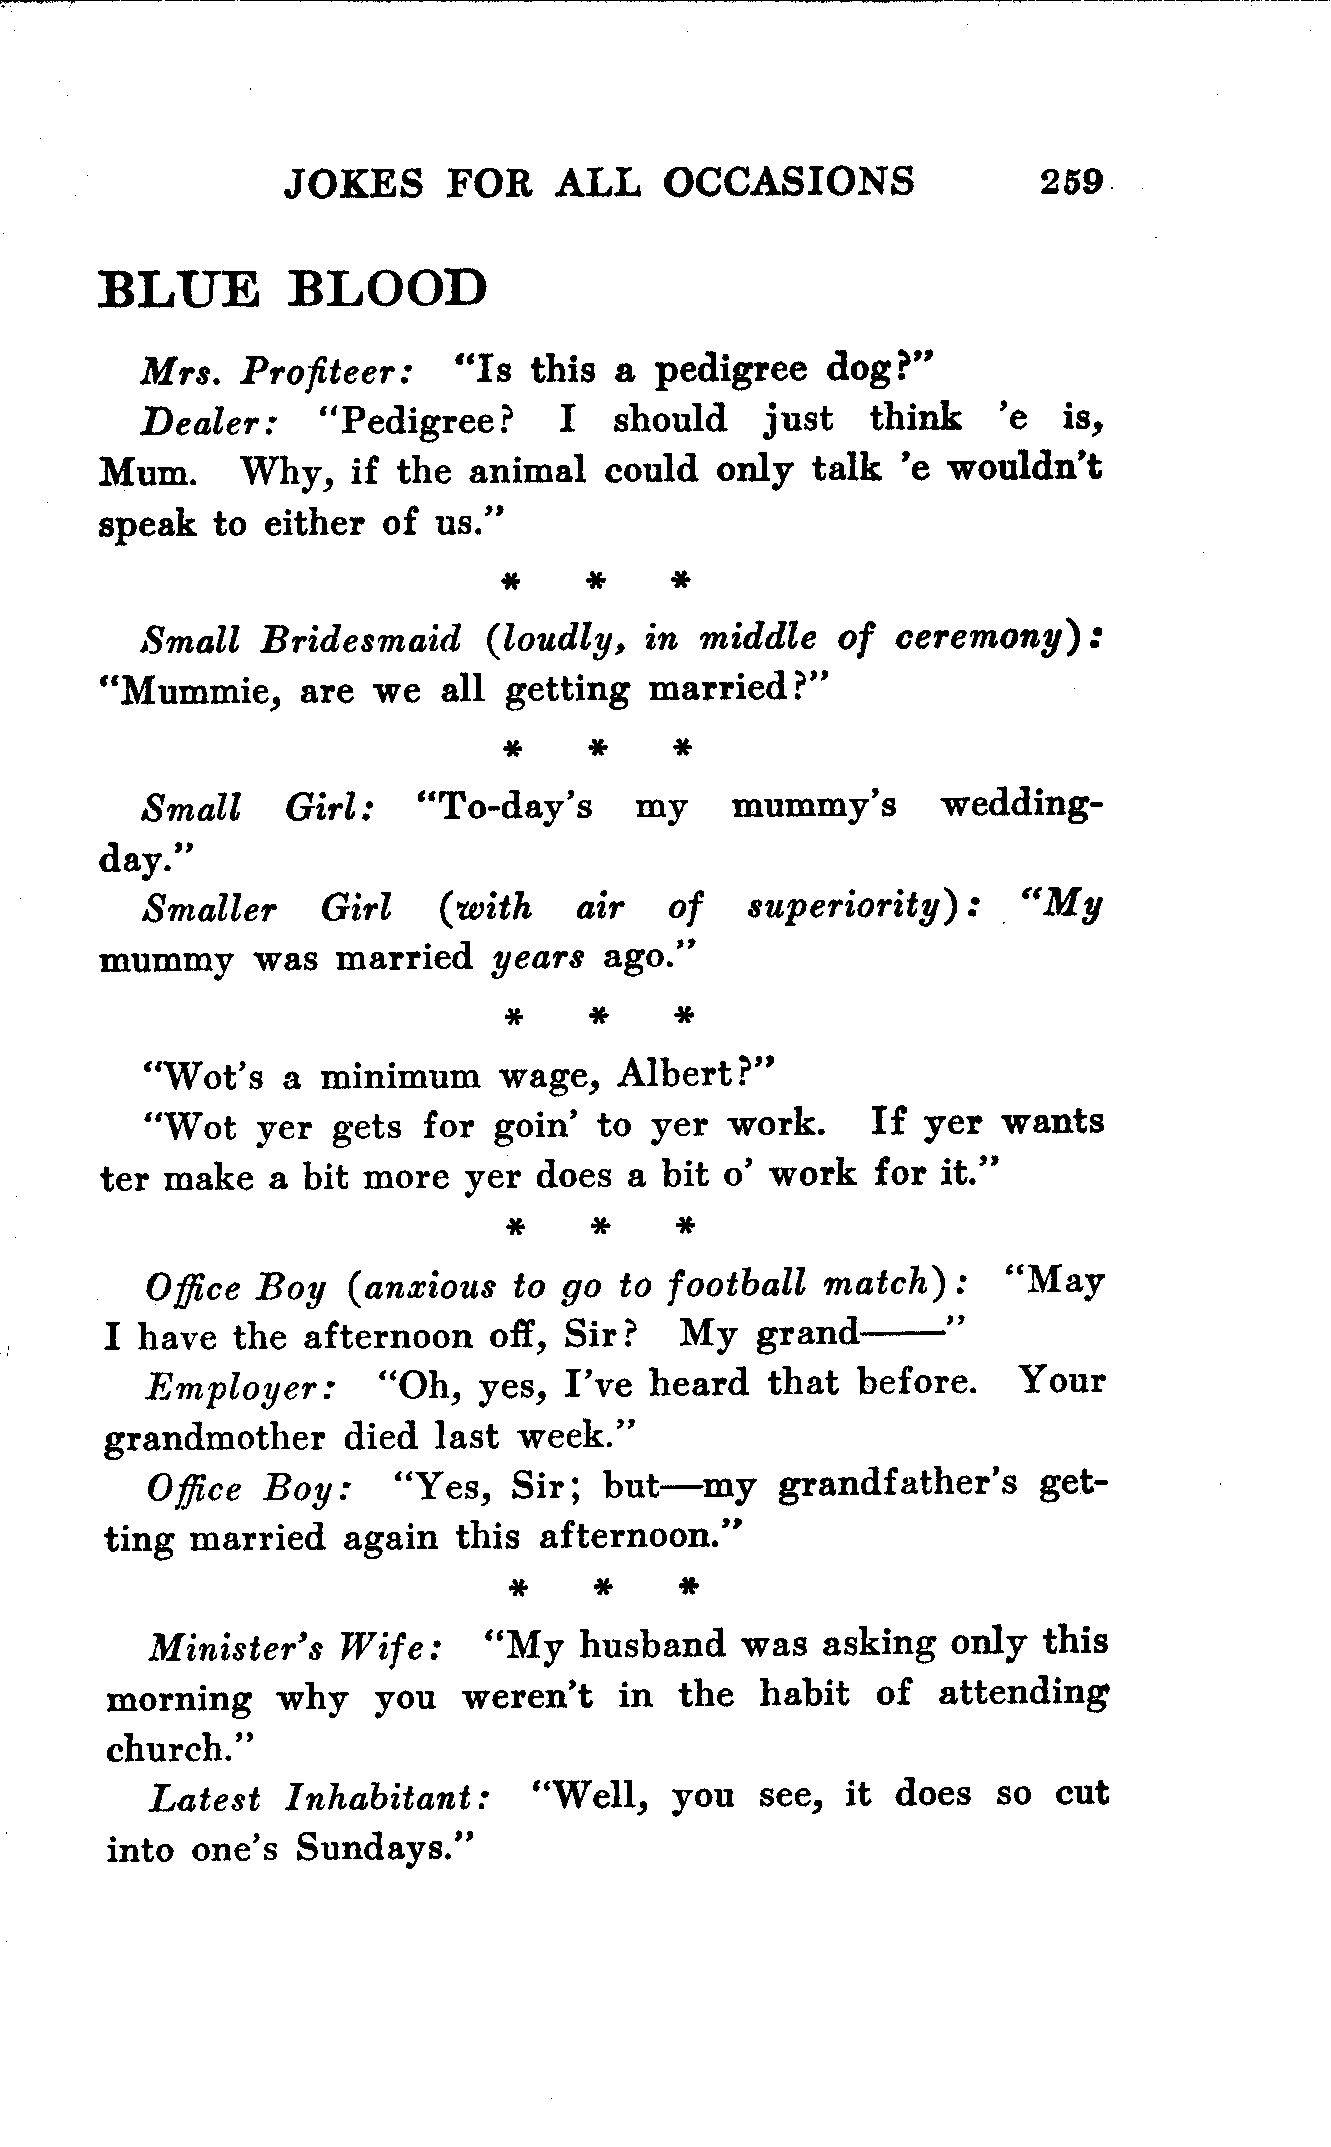 JOKES FOR ALL OCCASIONS 259
BLUE BLOOD
Mrs. Profiteer: "Is this a pedigree dog?"
Dealer: "Pedigree? I should just think 'e is,
Mum. Why, if the animal could only talk 'e wouldn't
speak to either of us."
* * *
Small Bridesmaid (loudly, in middle of ceremony):
"Mummie, are we all getting married?"
* * *
Small Girl: "To-day's my mummy's wedding-
day."
Smaller Girl (with air of superiority): "My
mummy was married years ago."
* * *
"Wot's a minimum wage, Albert?"
"Wot yer gets for goin' to yer work. If yer wants
ter make a bit more yer does a bit o' work for it."
* * *
Office Boy (anxious to go to football match): "May
I have the afternoon off, Sir? My grand——"
Employer: "Oh, yes, I've heard that before. Your
grandmother died last week."
Office Boy: "Yes, Sir; but—my grandfather's get-
ting married again this afternoon."
* * *
Minister's Wife: "My husband was asking only this
morning why you weren't in the habit of attending
church."
Latest Inhabitant: "Well, you see, it does so cut
into one's Sundays."